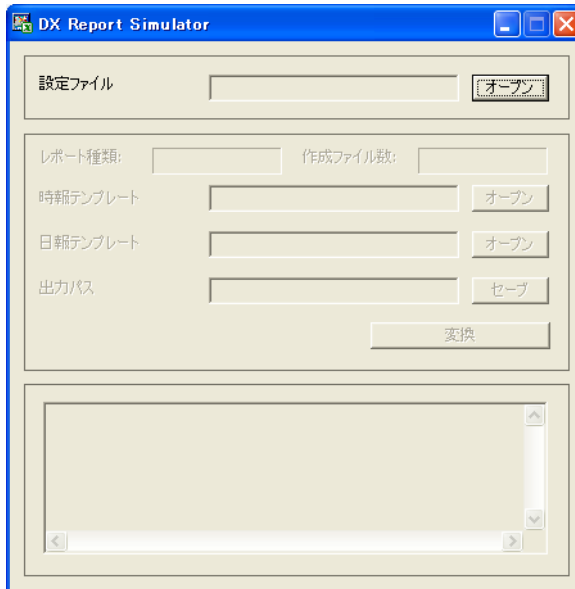 DX Report Simulator
設定ファイル オープン
レポート種類: 作成ファイル数:
時報テンプレート オープン
日報テンプレート オープン
出力パス セーブ
変換